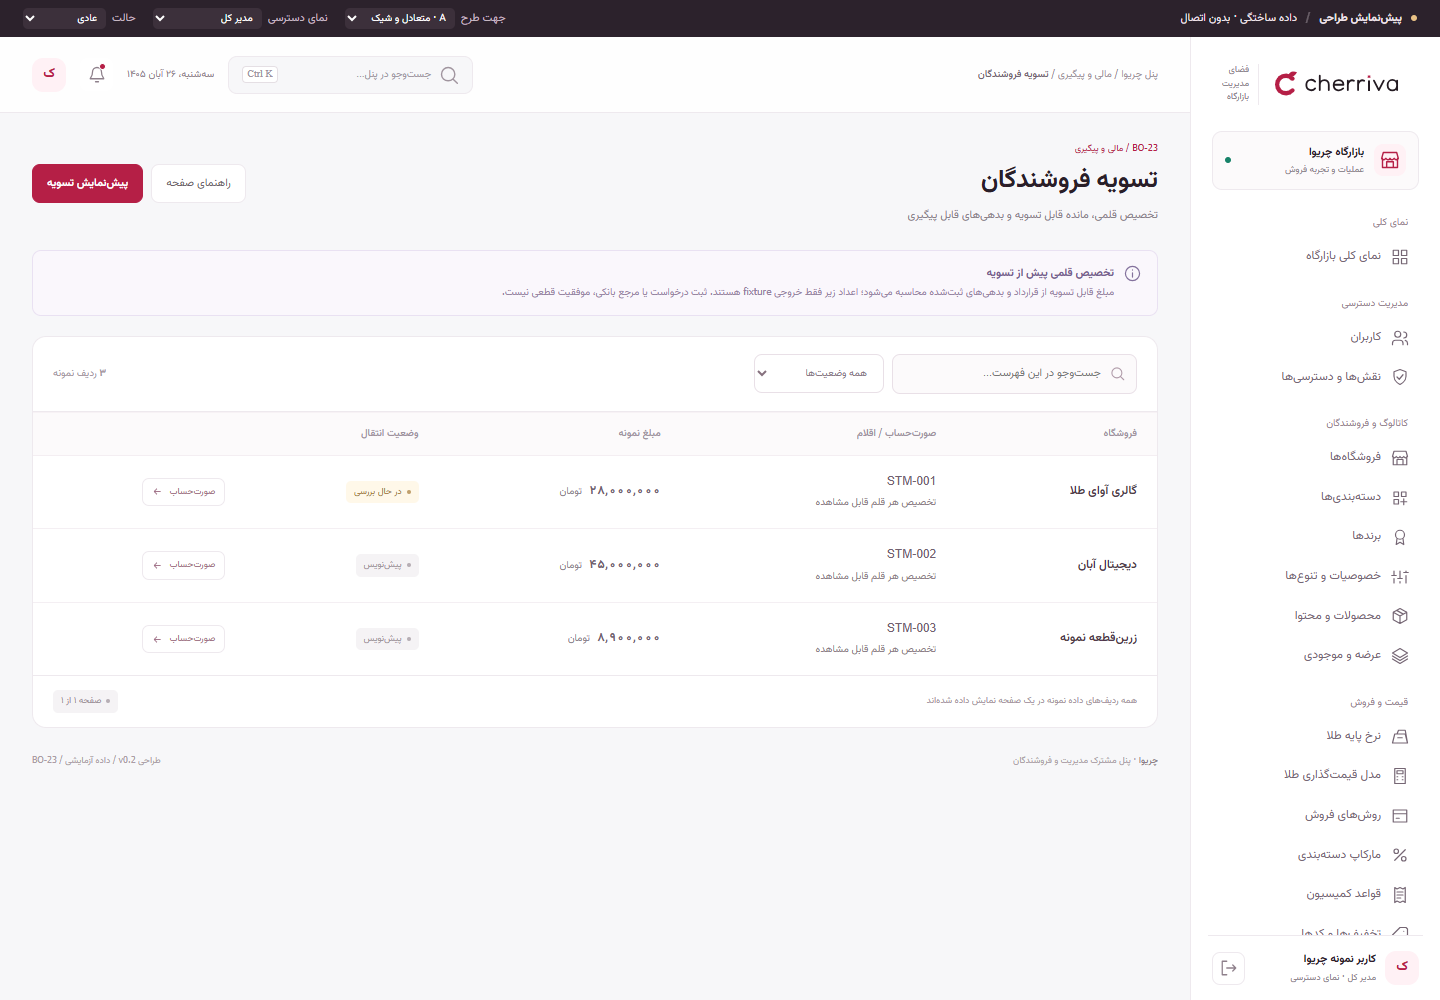 پیش‌نمایش طراحی / داده ساختگی · بدون اتصال
جهت طرح A · متعادل و شیک نمای دسترسی مدیر کل حالت عادی
cherriva
فضای
مدیریت
بازارگاه
بازارگاه چریوا
عملیات و تجربه فروش
نمای کلی
نمای کلی بازارگاه
مدیریت دسترسی
کاربران
نقش‌ها و دسترسی‌ها
کاتالوگ و فروشندگان
فروشگاه‌ها
دسته‌بندی‌ها
برندها
خصوصیات و تنوع‌ها
محصولات و محتوا
عرضه و موجودی
قیمت و فروش
نرخ پایه طلا
مدل قیمت‌گذاری طلا
روش‌های فروش
مارکاپ دسته‌بندی
قواعد کمیسیون
تخفیف‌ها و کدها
ک
کاربر نمونه چریوا
مدیر کل · نمای دسترسی
پنل چریوا / مالی و پیگیری / تسویه فروشندگان
جست‌وجو در پنل... Ctrl K
سه‌شنبه، ۲۶ آبان ۱۴۰۵
ک
BO-23 / مالی و پیگیری
تسویه فروشندگان
تخصیص قلمی، مانده قابل تسویه و بدهی‌های قابل پیگیری
راهنمای صفحه
پیش‌نمایش تسویه
تخصیص قلمی پیش از تسویه
مبلغ قابل تسویه از قرارداد و بدهی‌های ثبت‌شده محاسبه می‌شود؛ اعداد زیر فقط خروجی fixture هستند. ثبت درخواست یا مرجع بانکی، موفقیت قطعی نیست.
جست‌وجو در این فهرست...
همه وضعیت‌ها
۳ ردیف نمونه
فروشگاه صورت‌حساب / اقلام مبلغ نمونه وضعیت انتقال
گالری آوای طلا STM-001 تخصیص هر قلم قابل مشاهده ۲۸,۰۰۰,۰۰۰ تومان در حال بررسی صورت‌حساب ←
دیجیتال آبان STM-002 تخصیص هر قلم قابل مشاهده ۴۵,۰۰۰,۰۰۰ تومان پیش‌نویس صورت‌حساب ←
زرین‌قطعه نمونه STM-003 تخصیص هر قلم قابل مشاهده ۸,۹۰۰,۰۰۰ تومان پیش‌نویس صورت‌حساب ←
همه ردیف‌های داده نمونه در یک صفحه نمایش داده شده‌اند
صفحه ۱ از ۱
چریوا · پنل مشترک مدیریت و فروشندگان
طراحی v0.2 / داده آزمایشی / BO-23